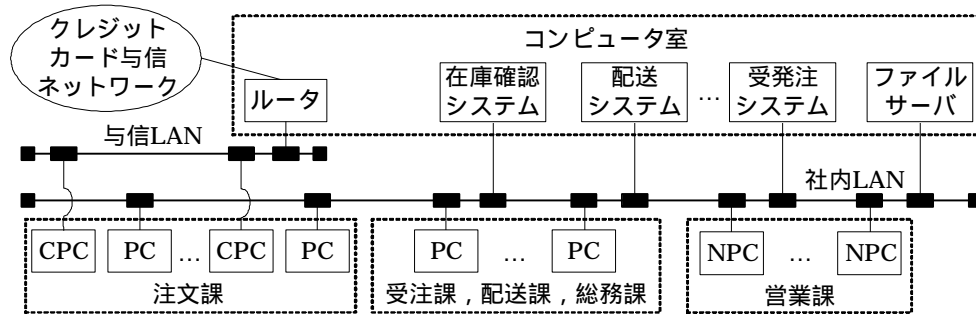 クレジット
カード与信
ネットワーク
コンピュータ室
ルータ
在庫確認
システム
配送
システム
…
受発注
システム
ファイル
サーバ
与信LAN
社内LAN
CPC
PC
…
CPC
PC
注文課
PC
…
PC
受注課，配送課，総務課
NPC
…
NPC
営業課